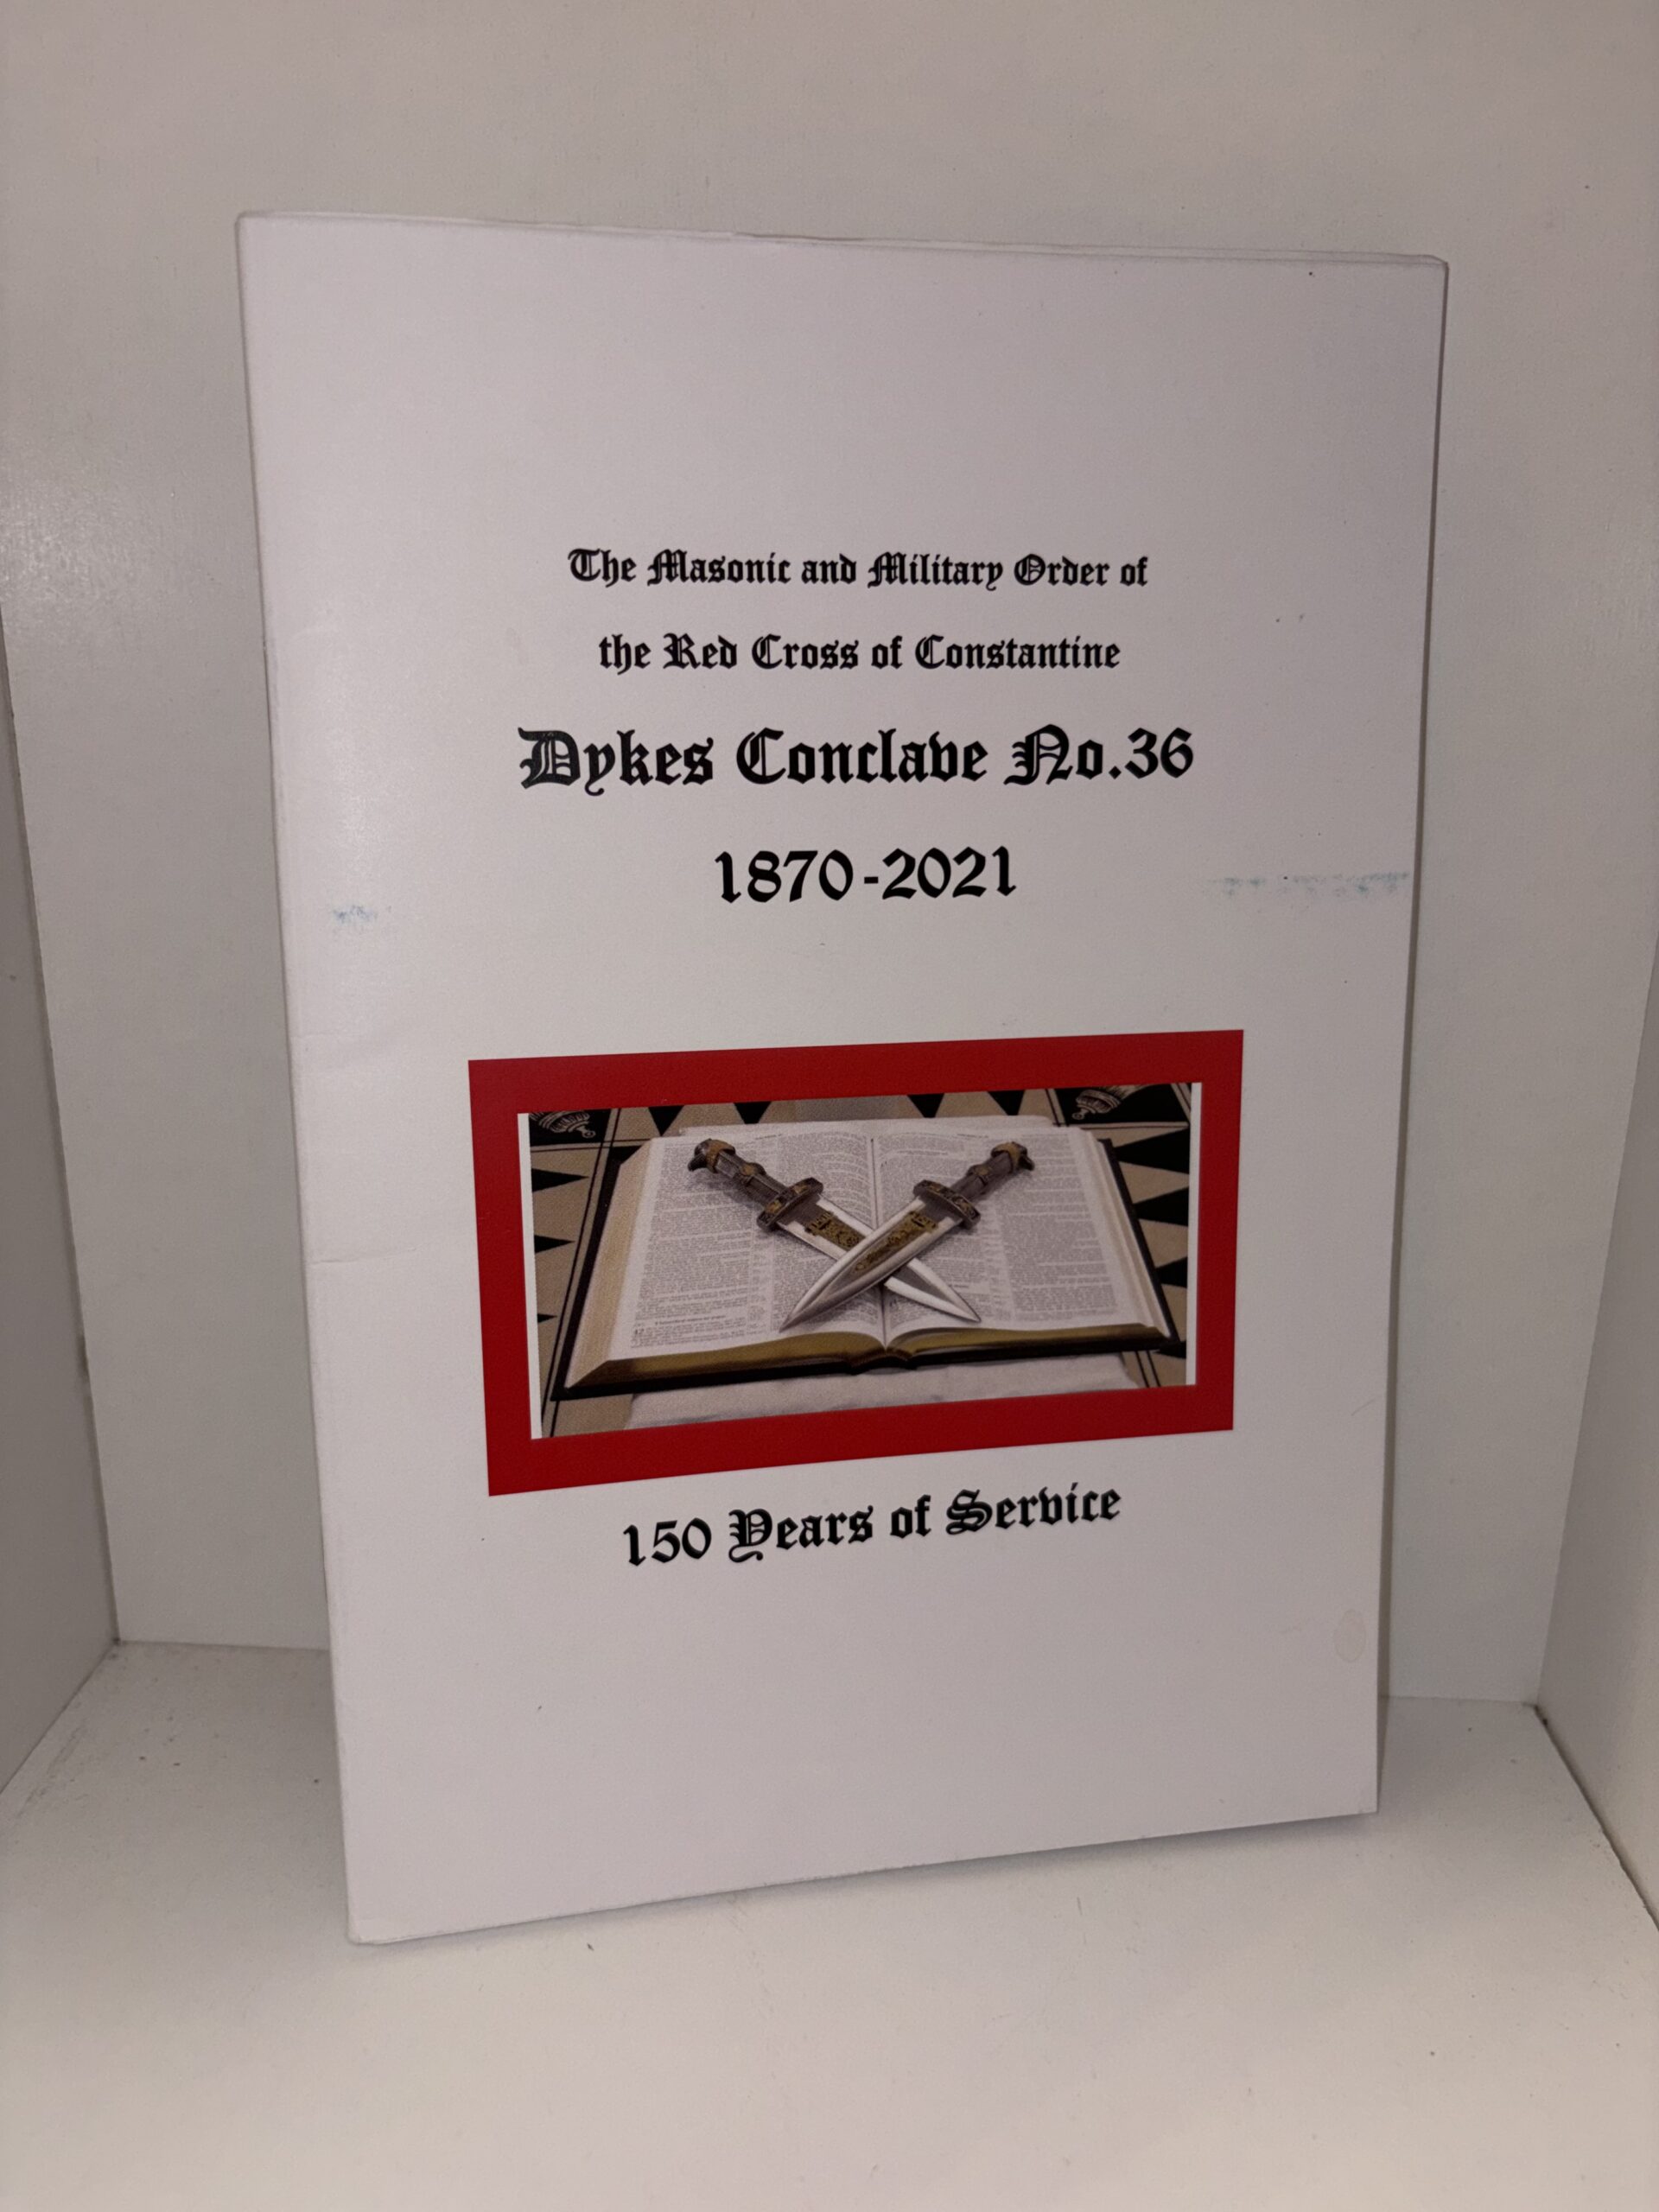 The Masonic and Military Order of
the Red Cross of Constantine
Dykes Conclave No.36
1870-2021
150 Years of Service